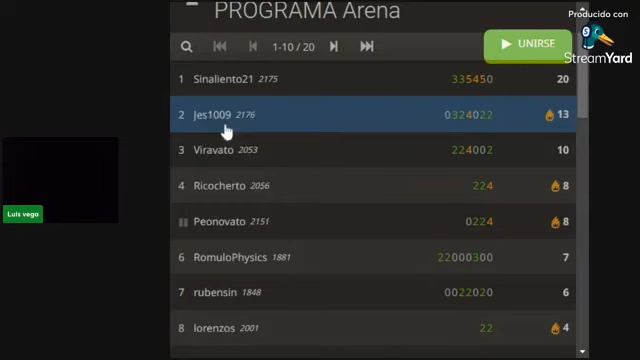 PROGRAMA Arena
Producido con
StreamYard
1-10 / 20
UNIRSE
1 Sinaliento21 2175 335450 20
2 Jes1009 2176 0324022 13
3 Viravato 2053 224002 10
4 Ricocherto 2056 224 8
Peonovato 2151 0224 8
6 RomuloPhysics 1881 22000300 7
7 rubensin 1848 0022020 6
8 lorenzos 2001 22 4
Luis vega